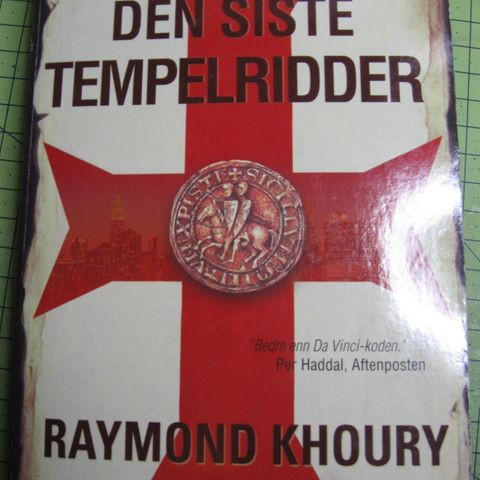 DEN SISTE
TEMPELRIDDER
"Bedre enn Da Vinci-koden."
Per Haddal, Aftenposten
RAYMOND KHOURY